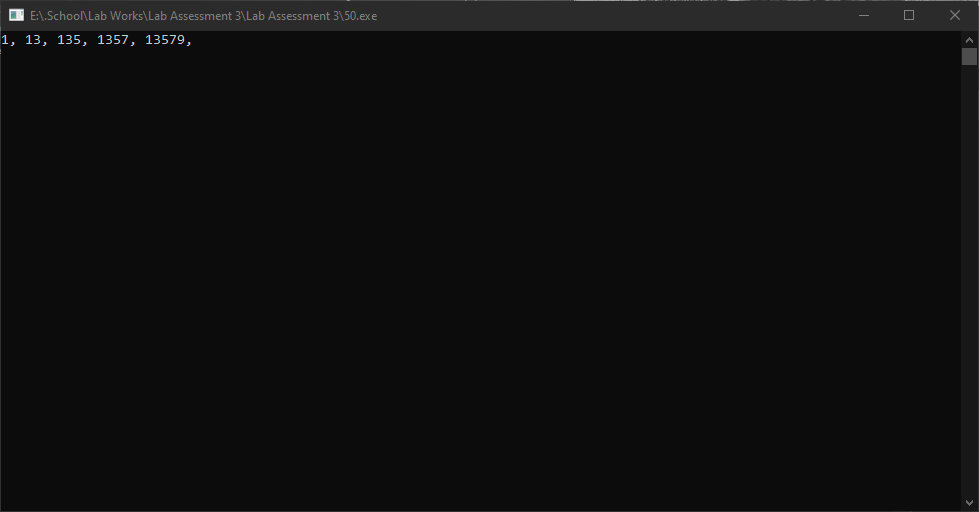 E:\.School\Lab Works\Lab Assessment 3\Lab Assessment 3\50.exe
1, 13, 135, 1357, 13579,